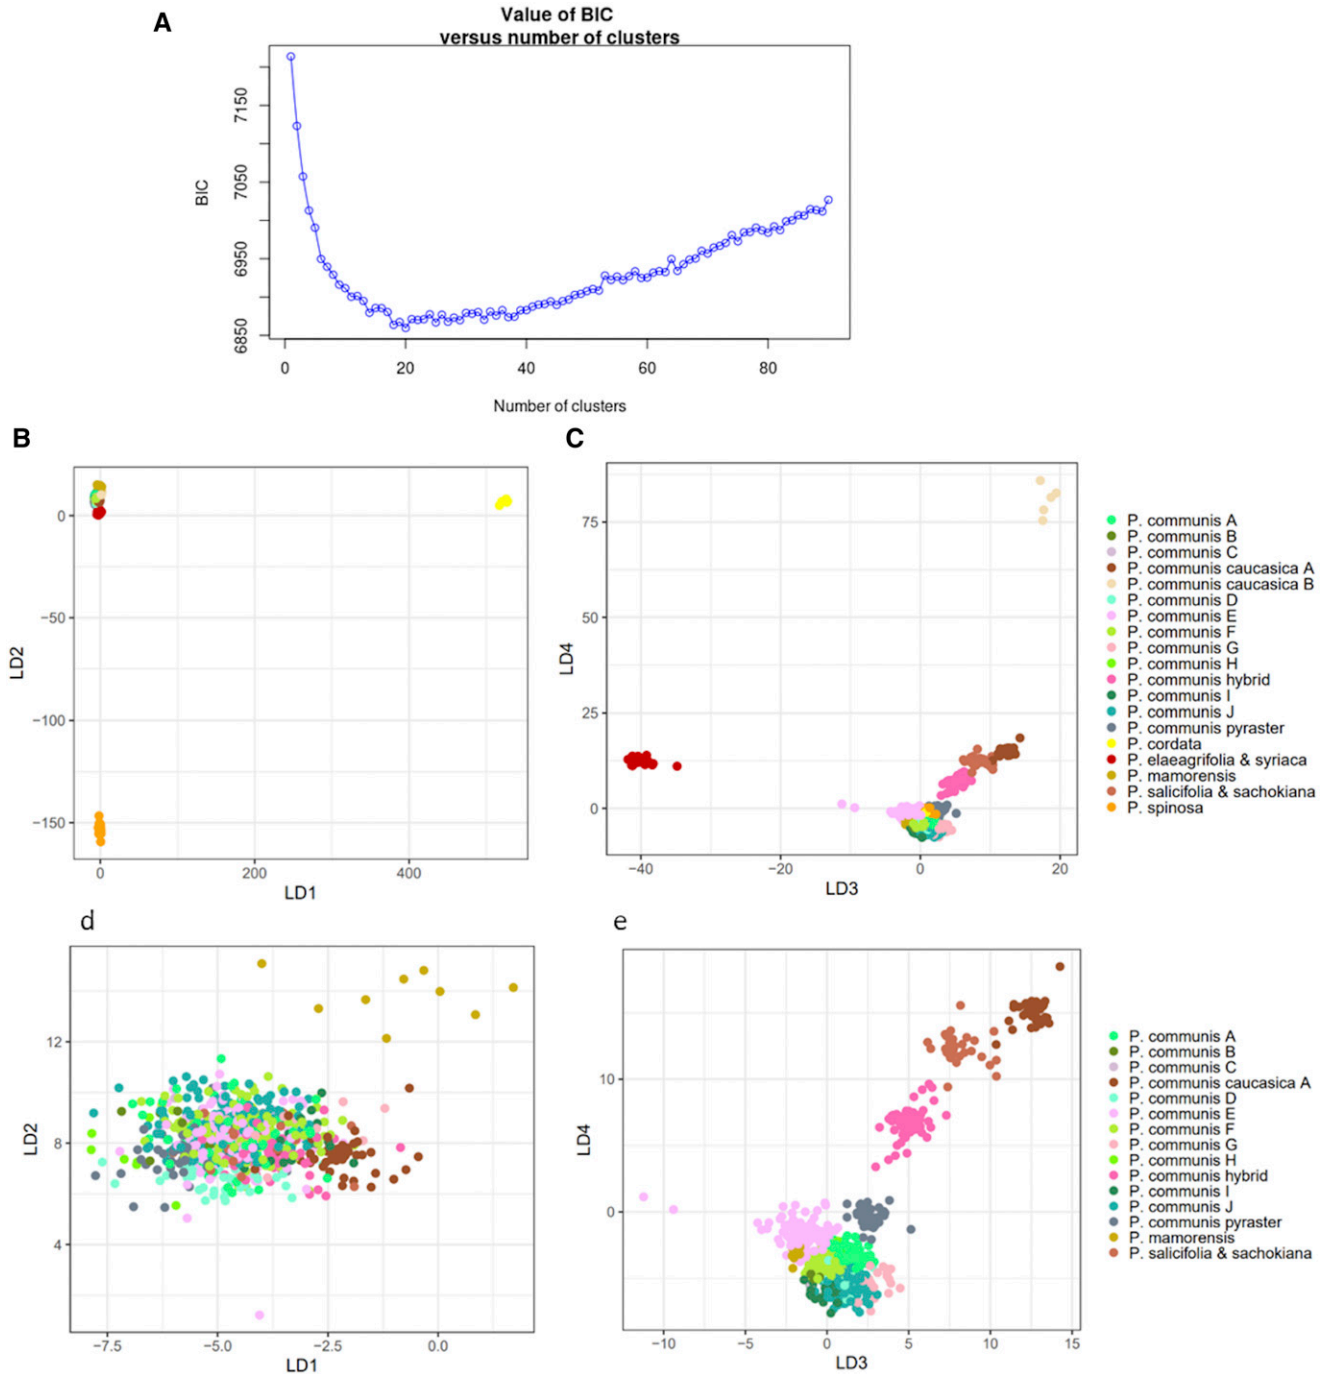 A
Value of BIC
versus number of clusters
BIC
7150
7050
6950
6850
0 20 40 60 80
Number of clusters
B
LD2
0
−50
−100
−150
0 200 400
LD1
C
LD4
75
50
25
0
−40 −20 0 20
LD3
P. communis A
P. communis B
P. communis C
P. communis caucasica A
P. communis caucasica B
P. communis D
P. communis E
P. communis F
P. communis G
P. communis H
P. communis hybrid
P. communis I
P. communis J
P. communis pyraster
P. cordata
P. elaeagrifolia & syriaca
P. mamorensis
P. salicifolia & sachokiana
P. spinosa
d
LD2
12
8
4
−7.5 −5.0 −2.5 0.0
LD1
e
LD4
10
0
−10 −5 0 5 10 15
LD3
P. communis A
P. communis B
P. communis C
P. communis caucasica A
P. communis D
P. communis E
P. communis F
P. communis G
P. communis H
P. communis hybrid
P. communis I
P. communis J
P. communis pyraster
P. mamorensis
P. salicifolia & sachokiana